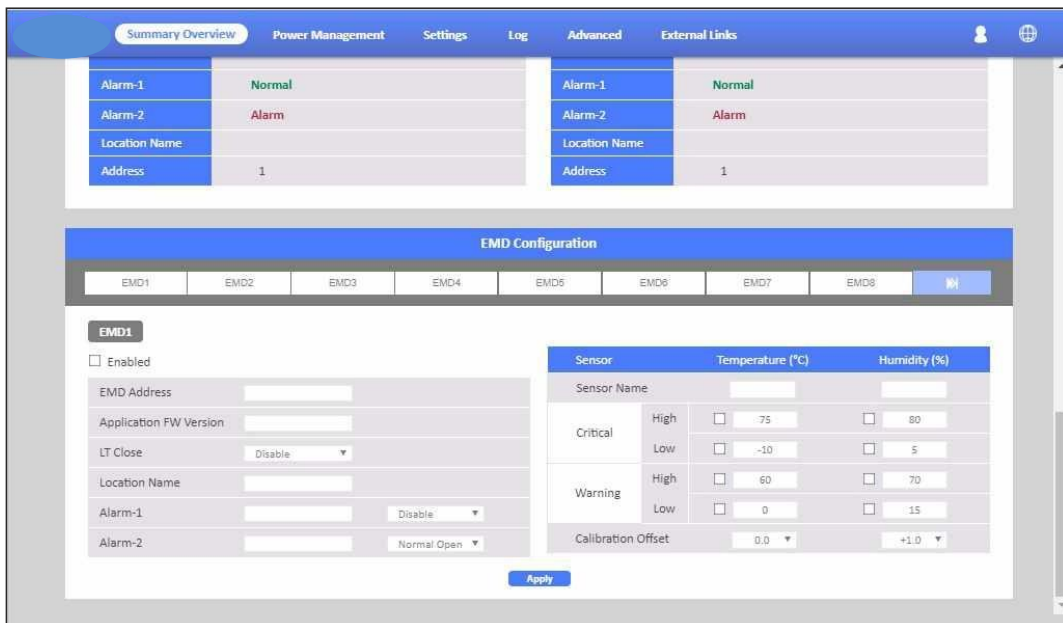 Summary Overview Power Management Settings Log Advanced External Links
Alarm-1 Normal Alarm-1 Normal
Alarm-2 Alarm Alarm-2 Alarm
Location Name Location Name
Address 1 Address 1
EMD Configuration
EMD1 EMD2 EMD3 EMD4 EMD5 EMD6 EMD7 EMD8
EMD1
Enabled
EMD Address
Application FW Version
LT Close Disable
Location Name
Alarm-1 Disable
Alarm-2 Normal Open
Sensor Temperature (°C) Humidity (%)
Sensor Name
Critical
High 75 80
Low -10 5
Warning
High 60 70
Low 0 15
Calibration Offset 0.0 +1.0
Apply